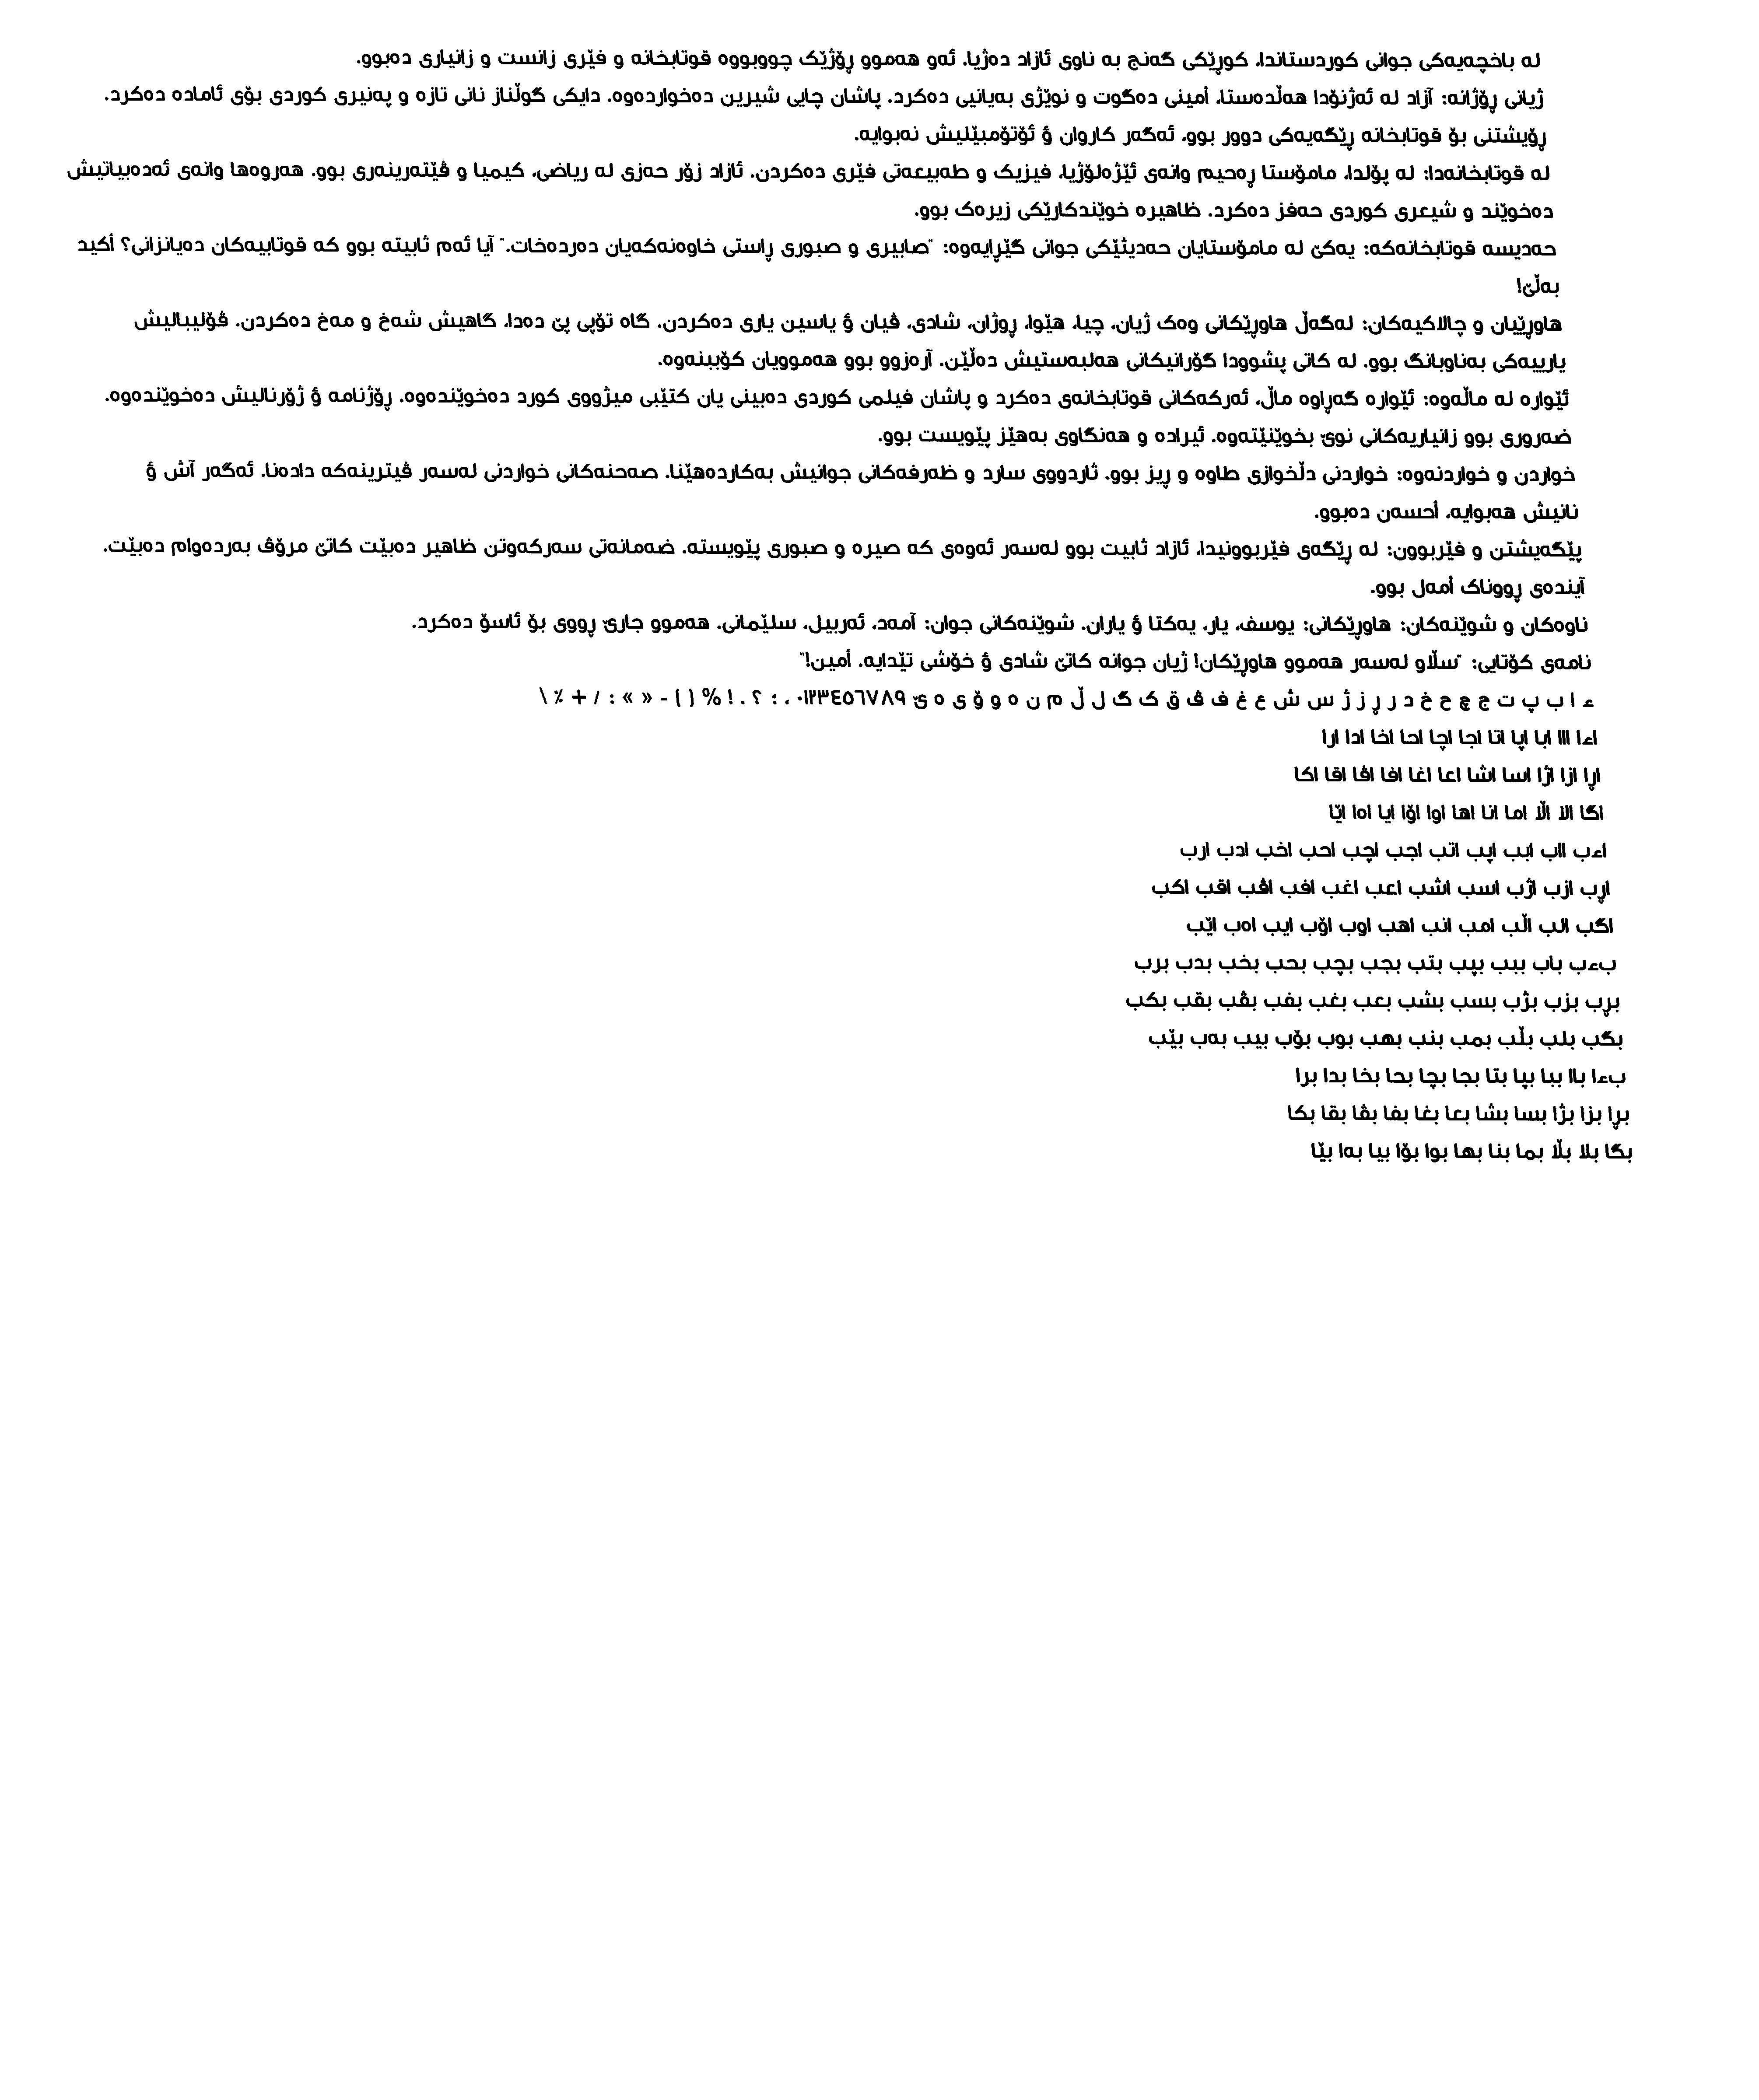 لە باخچەیەکی جوانی کوردستاندا، کوڕێکی گەنج بە ناوی ئازاد دەژیا. ئەو هەموو ڕۆژێک چووبووە قوتابخانە و فێری زانست و زانیاری دەبوو.
ژیانی ڕۆژانە: آزاد لە ئەژنۆدا هەڵدەستا، أمینی دەگوت و نوێژی بەیانیی دەکرد. پاشان چایی شیرین دەخواردەوە. دایکی گوڵناز نانی تازە و پەنیری کوردی بۆی ئامادە دەکرد.
ڕۆیشتنی بۆ قوتابخانە ڕێگەیەکی دوور بوو، ئەگەر کاروان ؤ ئۆتۆمبێلیش نەبوایە.
لە قوتابخانەدا: لە پۆلدا، مامۆستا ڕەحیم وانەی ئێژەلۆژیا، فیزیک و طەبیعەتی فێری دەکردن. ئازاد زۆر حەزی لە ریاضی، کیمیا و ڤێتەرینەری بوو. هەروەها وانەی ئەدەبیاتیش
دەخوێند و شیعری کوردی حەفز دەکرد. ظاهیرە خوێندکارێکی زیرەک بوو.
حەدیسە قوتابخانەکە: یەکێ لە مامۆستایان حەدیثێکی جوانی گێڕایەوە: "صابیری و صبوری ڕاستی خاوەنەکەیان دەردەخات." آیا ئەم ثابیتە بوو کە قوتابیەکان دەیانزانی؟ أکید
بەڵێ!
هاوڕێیان و چالاکیەکان: لەگەڵ هاوڕێکانی وەک ژیان، چیا، هێوا، ڕوژان، شادی، ڤیان ؤ یاسین یاری دەکردن. گاه تۆپی پێ دەدا، گاهیش شەخ و مەخ دەکردن. ڤۆلیبالیش
یارییەکی بەناوبانگ بوو. لە کاتی پشوودا گۆرانیکانی هەلبەستیش دەڵێن. آرەزوو بوو هەموویان کۆببنەوە.
ئێوارە لە ماڵەوە: ئێوارە گەڕاوە ماڵ، ئەرکەکانی قوتابخانەی دەکرد و پاشان فیلمی کوردی دەبینی یان کتێبی میژووی کورد دەخوێندەوە. ڕۆژنامە ؤ ژۆرنالیش دەخوێندەوە.
ضەروری بوو زانیاریەکانی نوێ بخوێنێتەوە. ئیرادە و هەنگاوی بەهێز پێویست بوو.
خواردن و خواردنەوە: خواردنی دڵخوازی طاوە و ڕیز بوو. ثاردووی سارد و ظەرفەکانی جوانیش بەکاردەهێنا. صەحنەکانی خواردنی لەسەر ڤیترینەکە دادەنا. ئەگەر آش ؤ
نانیش هەبوایە، أحسەن دەبوو.
پێگەیشتن و فێربوون: لە ڕێگەی فێربوونیدا، ئازاد ثابیت بوو لەسەر ئەوەی کە صیرە و صبوری پێویستە. ضەمانەتی سەرکەوتن ظاهیر دەبێت کاتێ مرۆڤ بەردەوام دەبێت.
آیندەی ڕووناک أمەل بوو.
ناوەکان و شوێنەکان: هاوڕێکانی: یوسف، یار، یەکتا ؤ یاران. شوێنەکانی جوان: آمەد، ئەربیل، سلێمانی. هەموو جارێ ڕووی بۆ ئاسۆ دەکرد.
نامەی کۆتایی: "سڵاو لەسەر هەموو هاوڕێکان! ژیان جوانە کاتێ شادی ؤ خۆشی تێدایە. أمین!"
ء ا ب پ ت ج چ ح خ د ر ڕ ز ژ س ش ع غ ف ڤ ق ک گ ل ڵ م ن ە و ۆ ی ە ێ ٠١٢٣٤٥٦٧٨٩ ، ؛ ؟ . ! % ( ) - « » : / + ٪ \
اءا ااا ابا اپا اتا اجا اچا احا اخا ادا ارا
اڕا ازا اژا اسا اشا اعا اغا افا اڤا اقا اکا
اگا الا اڵا اما انا اها اوا اۆا ایا اەا اێا
اءب ااب ابب اپب اتب اجب اچب احب اخب ادب ارب
اڕب ازب اژب اسب اشب اعب اغب افب اڤب اقب اکب
اگب الب اڵب امب انب اهب اوب اۆب ایب اەب اێب
بءب باب ببب بپب بتب بجب بچب بحب بخب بدب برب
بڕب بزب بژب بسب بشب بعب بغب بفب بڤب بقب بکب
بگب بلب بڵب بمب بنب بهب بوب بۆب بیب بەب بێب
بءا باا ببا بپا بتا بجا بچا بحا بخا بدا برا
بڕا بزا بژا بسا بشا بعا بغا بفا بڤا بقا بکا
بگا بلا بڵا بما بنا بها بوا بۆا بیا بەا بێا